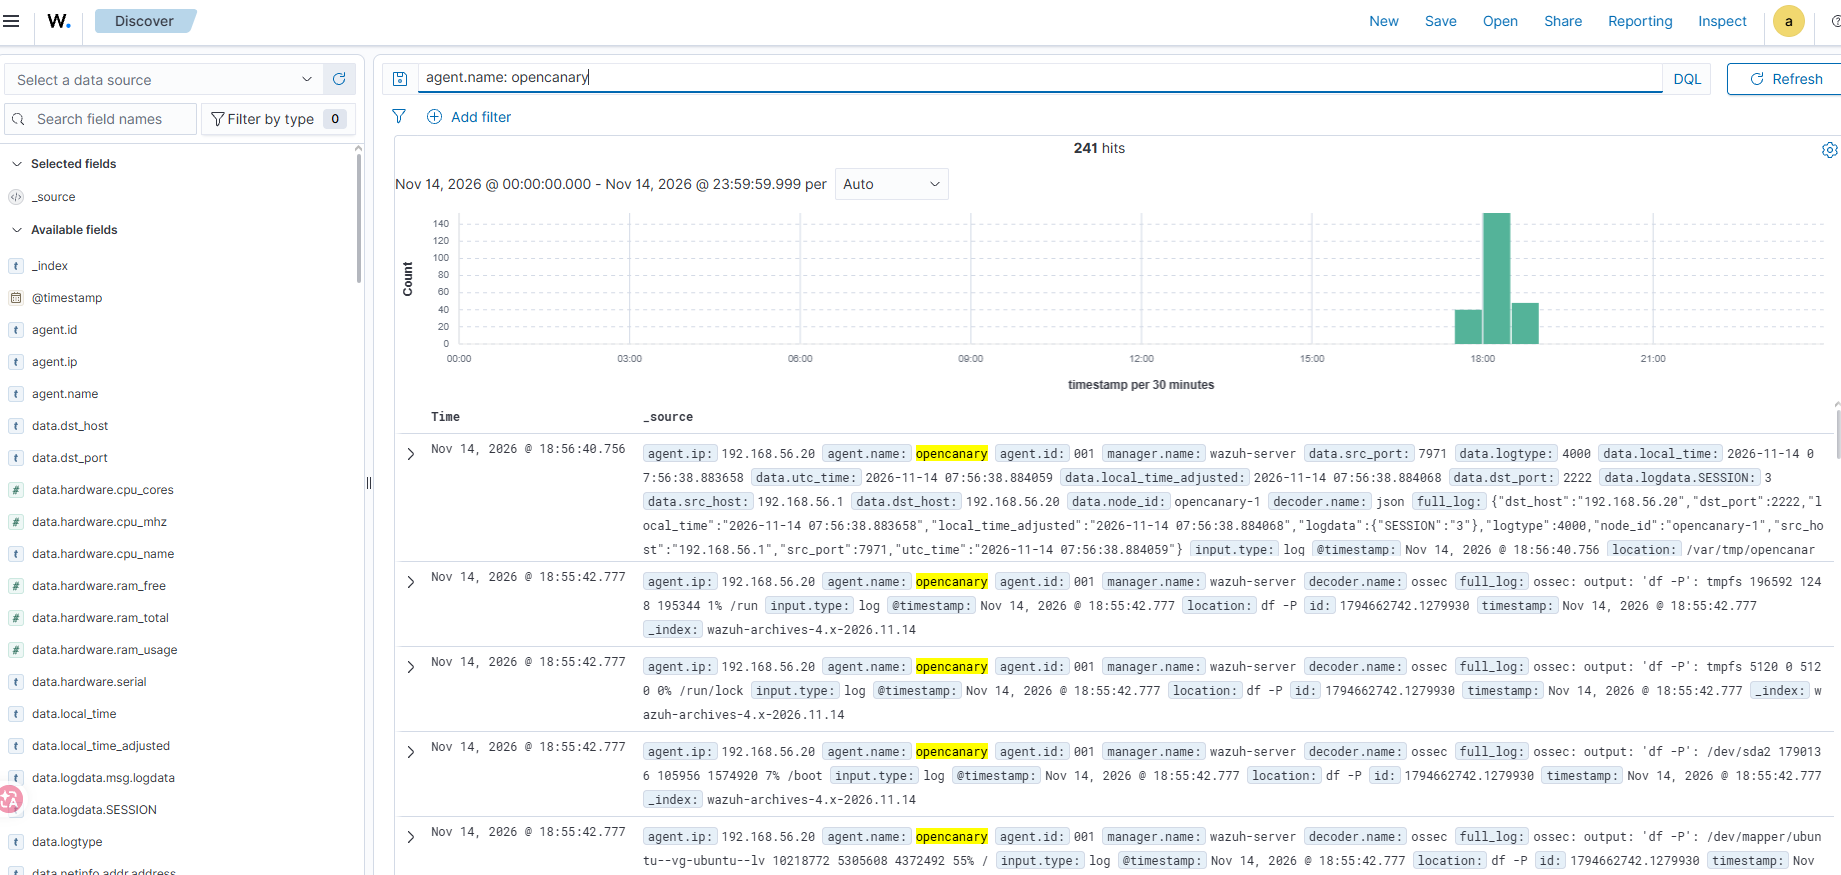 W.
Discover
New Save Open Share Reporting Inspect a
Select a data source
agent.name: opencanary
DQL
Refresh
Search field names
Filter by type 0
Add filter
Selected fields
_source
Available fields
t _index
@timestamp
t agent.id
t agent.ip
t agent.name
t data.dst_host
t data.dst_port
# data.hardware.cpu_cores
# data.hardware.cpu_mhz
t data.hardware.cpu_name
# data.hardware.ram_free
# data.hardware.ram_total
# data.hardware.ram_usage
t data.hardware.serial
t data.local_time
t data.local_time_adjusted
t data.logdata.msg.logdata
t data.logdata.SESSION
t data.logtype
data.netinfo.addr.address
241 hits
Nov 14, 2026 @ 00:00:00.000 - Nov 14, 2026 @ 23:59:59.999 per Auto
Count
140
120
100
80
60
40
20
0
00:00 03:00 06:00 09:00 12:00 15:00 18:00 21:00
timestamp per 30 minutes
Time _source
Nov 14, 2026 @ 18:56:40.756
agent.ip: 192.168.56.20 agent.name: opencanary agent.id: 001 manager.name: wazuh-server data.src_port: 7971 data.logtype: 4000 data.local_time: 2026-11-14 0
7:56:38.883658 data.utc_time: 2026-11-14 07:56:38.884059 data.local_time_adjusted: 2026-11-14 07:56:38.884068 data.dst_port: 2222 data.logdata.SESSION: 3
data.src_host: 192.168.56.1 data.dst_host: 192.168.56.20 data.node_id: opencanary-1 decoder.name: json full_log: {"dst_host":"192.168.56.20","dst_port":2222,"l
ocal_time":"2026-11-14 07:56:38.883658","local_time_adjusted":"2026-11-14 07:56:38.884068","logdata":{"SESSION":"3"},"logtype":4000,"node_id":"opencanary-1","src_ho
st":"192.168.56.1","src_port":7971,"utc_time":"2026-11-14 07:56:38.884059"} input.type: log @timestamp: Nov 14, 2026 @ 18:56:40.756 location: /var/tmp/opencanar
Nov 14, 2026 @ 18:55:42.777
agent.ip: 192.168.56.20 agent.name: opencanary agent.id: 001 manager.name: wazuh-server decoder.name: ossec full_log: ossec: output: 'df -P': tmpfs 196592 124
8 195344 1% /run input.type: log @timestamp: Nov 14, 2026 @ 18:55:42.777 location: df -P id: 1794662742.1279930 timestamp: Nov 14, 2026 @ 18:55:42.777
_index: wazuh-archives-4.x-2026.11.14
Nov 14, 2026 @ 18:55:42.777
agent.ip: 192.168.56.20 agent.name: opencanary agent.id: 001 manager.name: wazuh-server decoder.name: ossec full_log: ossec: output: 'df -P': tmpfs 5120 0 512
0 0% /run/lock input.type: log @timestamp: Nov 14, 2026 @ 18:55:42.777 location: df -P id: 1794662742.1279930 timestamp: Nov 14, 2026 @ 18:55:42.777 _index: w
azuh-archives-4.x-2026.11.14
Nov 14, 2026 @ 18:55:42.777
agent.ip: 192.168.56.20 agent.name: opencanary agent.id: 001 manager.name: wazuh-server decoder.name: ossec full_log: ossec: output: 'df -P': /dev/sda2 179013
6 105956 1574920 7% /boot input.type: log @timestamp: Nov 14, 2026 @ 18:55:42.777 location: df -P id: 1794662742.1279930 timestamp: Nov 14, 2026 @ 18:55:42.777
_index: wazuh-archives-4.x-2026.11.14
Nov 14, 2026 @ 18:55:42.777
agent.ip: 192.168.56.20 agent.name: opencanary agent.id: 001 manager.name: wazuh-server decoder.name: ossec full_log: ossec: output: 'df -P': /dev/mapper/ubun
tu--vg-ubuntu--lv 10218772 5305608 4372492 55% / input.type: log @timestamp: Nov 14, 2026 @ 18:55:42.777 location: df -P id: 1794662742.1279930 timestamp: Nov